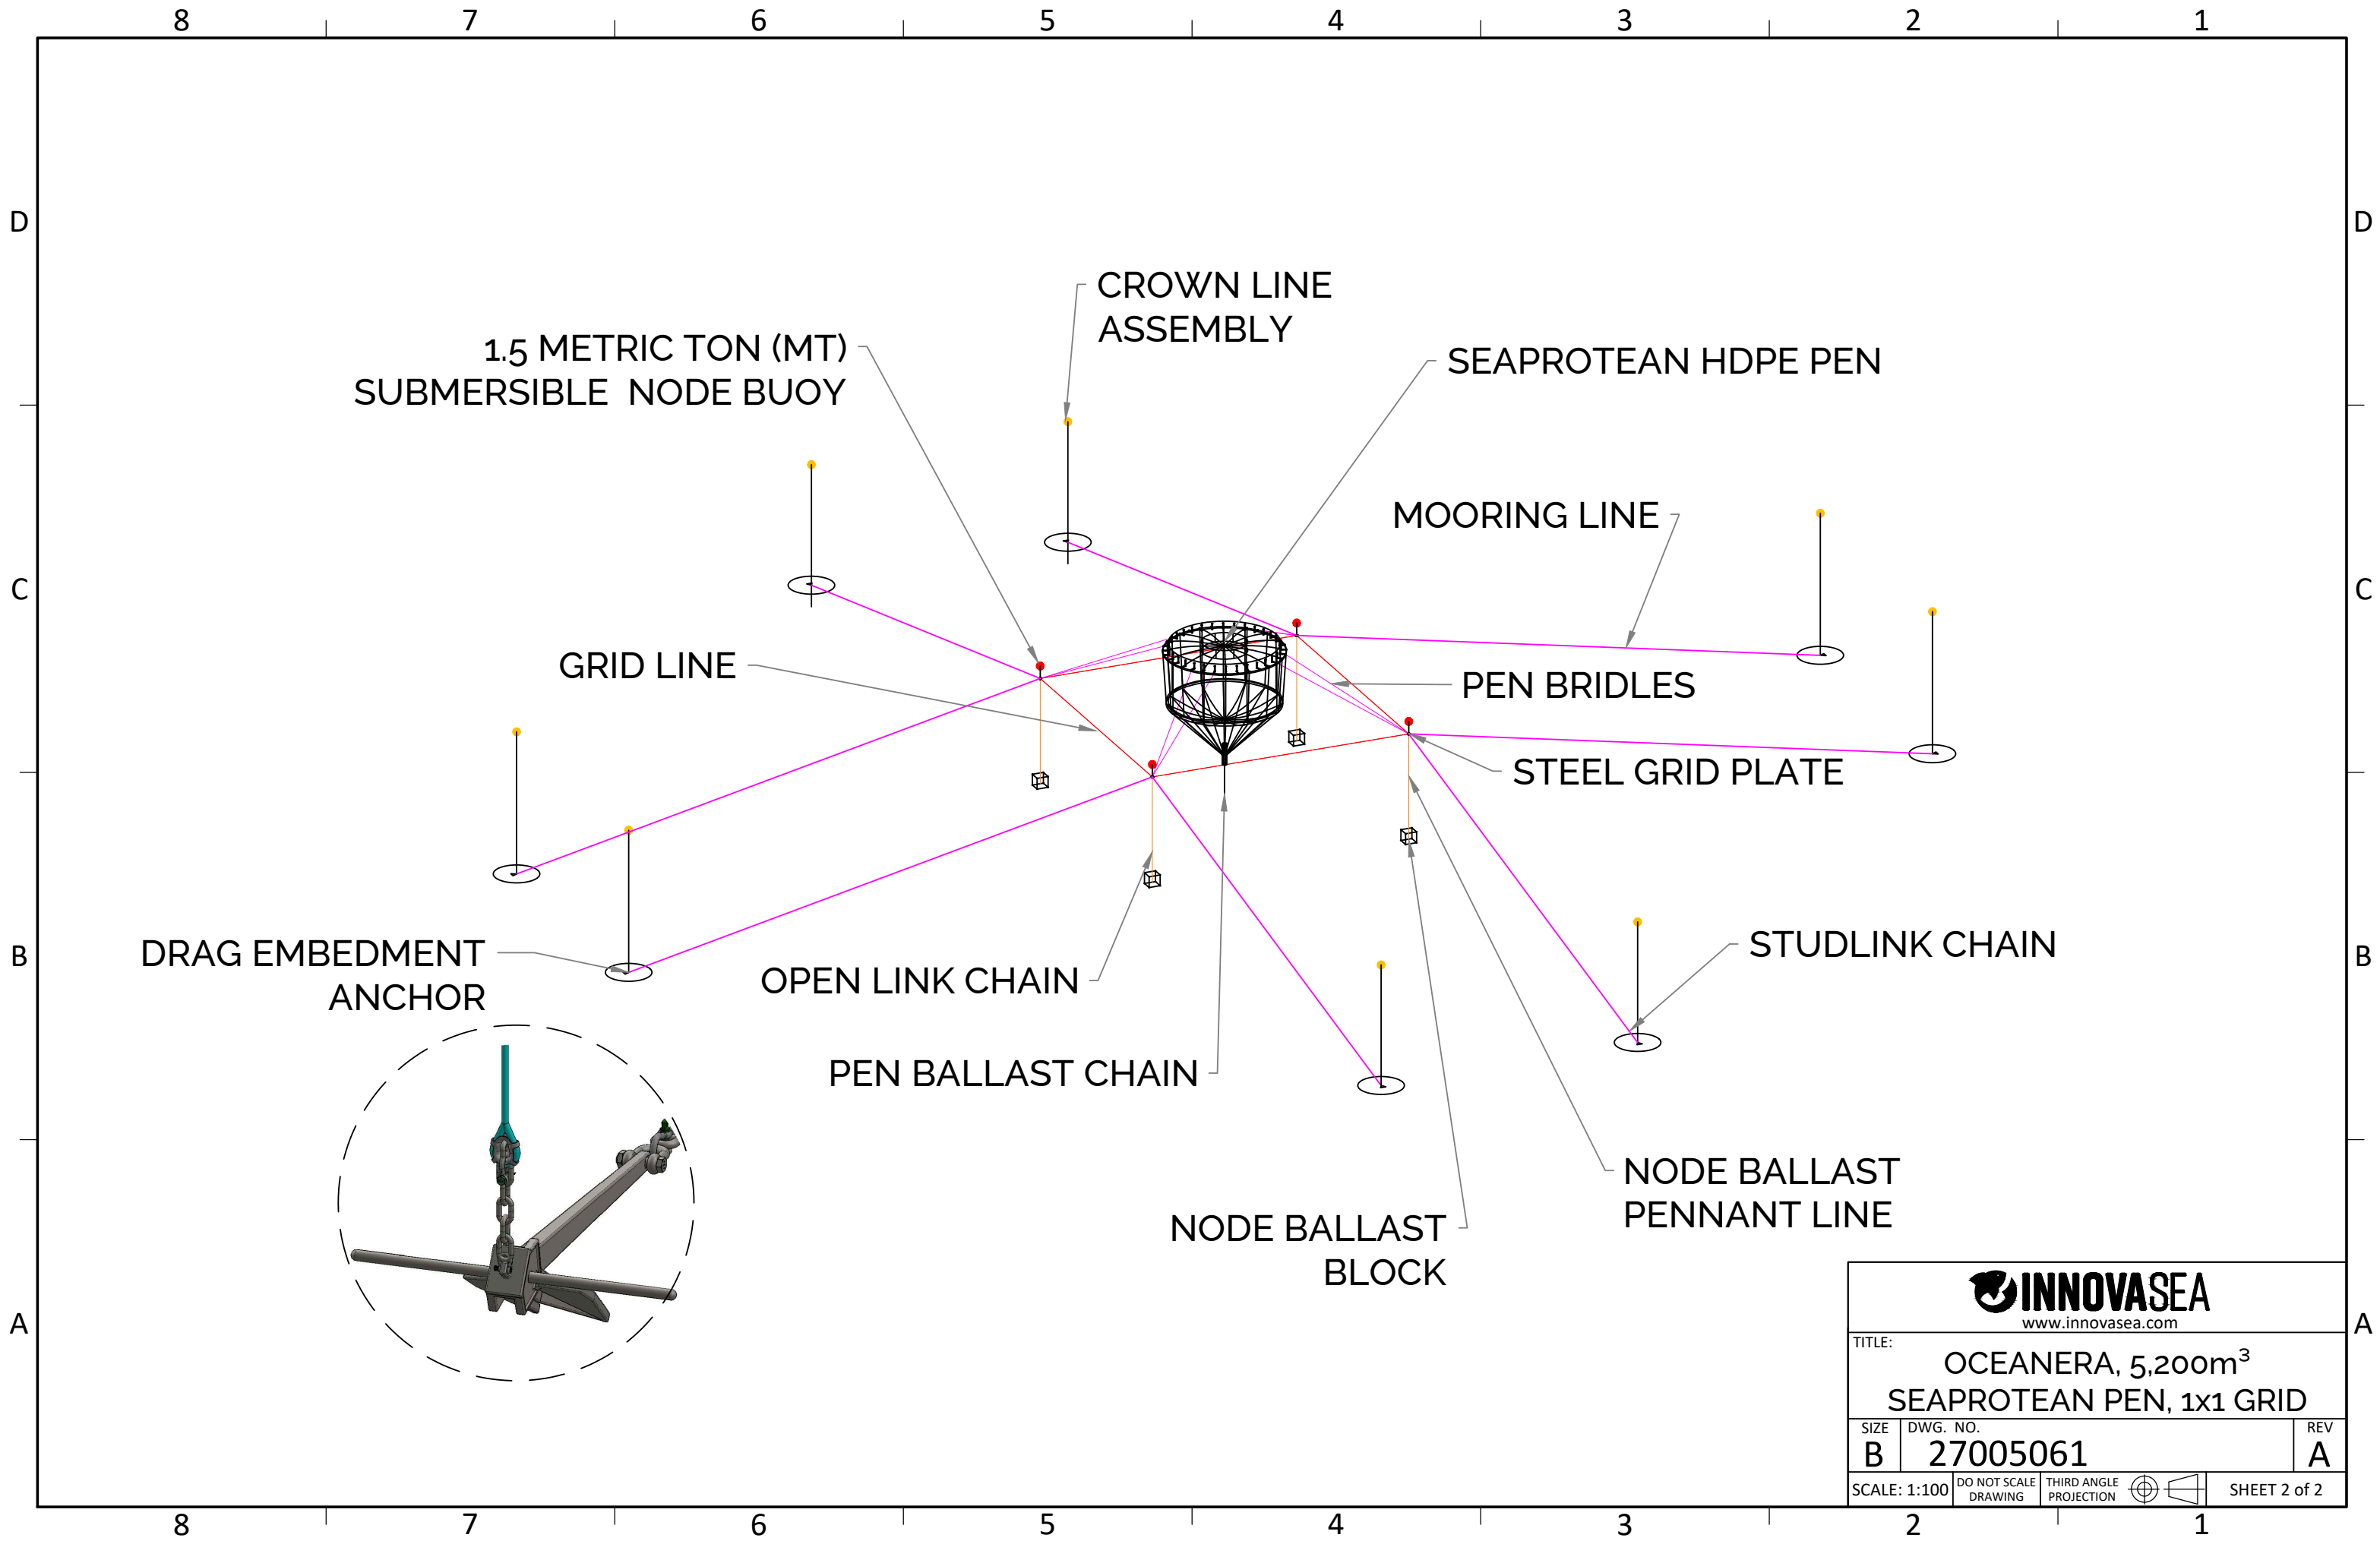 8 7 6 5 4 3 2 1
D D
CROWN LINE
ASSEMBLY
1.5 METRIC TON (MT)
SUBMERSIBLE NODE BUOY
SEAPROTEAN HDPE PEN
MOORING LINE
C C
GRID LINE
PEN BRIDLES
STEEL GRID PLATE
DRAG EMBEDMENT
ANCHOR
B B
STUDLINK CHAIN
OPEN LINK CHAIN
PEN BALLAST CHAIN
NODE BALLAST
PENNANT LINE
NODE BALLAST
BLOCK
A A
INNOVASEA
www.innovasea.com
TITLE:
OCEANERA, 5,200m³
SEAPROTEAN PEN, 1x1 GRID
SIZE DWG. NO. REV
B 27005061 A
SCALE: 1:100 DO NOT SCALE DRAWING THIRD ANGLE PROJECTION SHEET 2 of 2
8 7 6 5 4 3 2 1